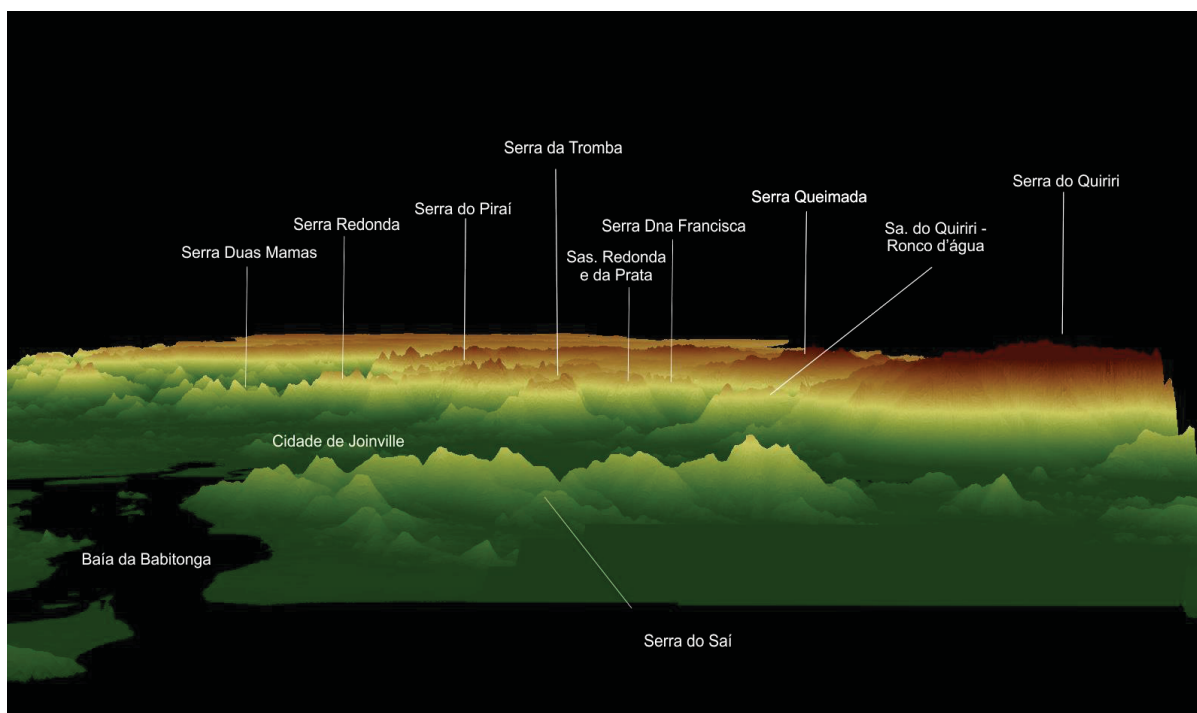 Serra da Tromba
Serra do Quiriri
Serra Queimada
Serra do Piraí
Serra Redonda
Serra Dna Francisca
Sa. do Quiriri -
Ronco d'água
Serra Duas Mamas
Sas. Redonda
e da Prata
Cidade de Joinville
Baía da Babitonga
Serra do Saí